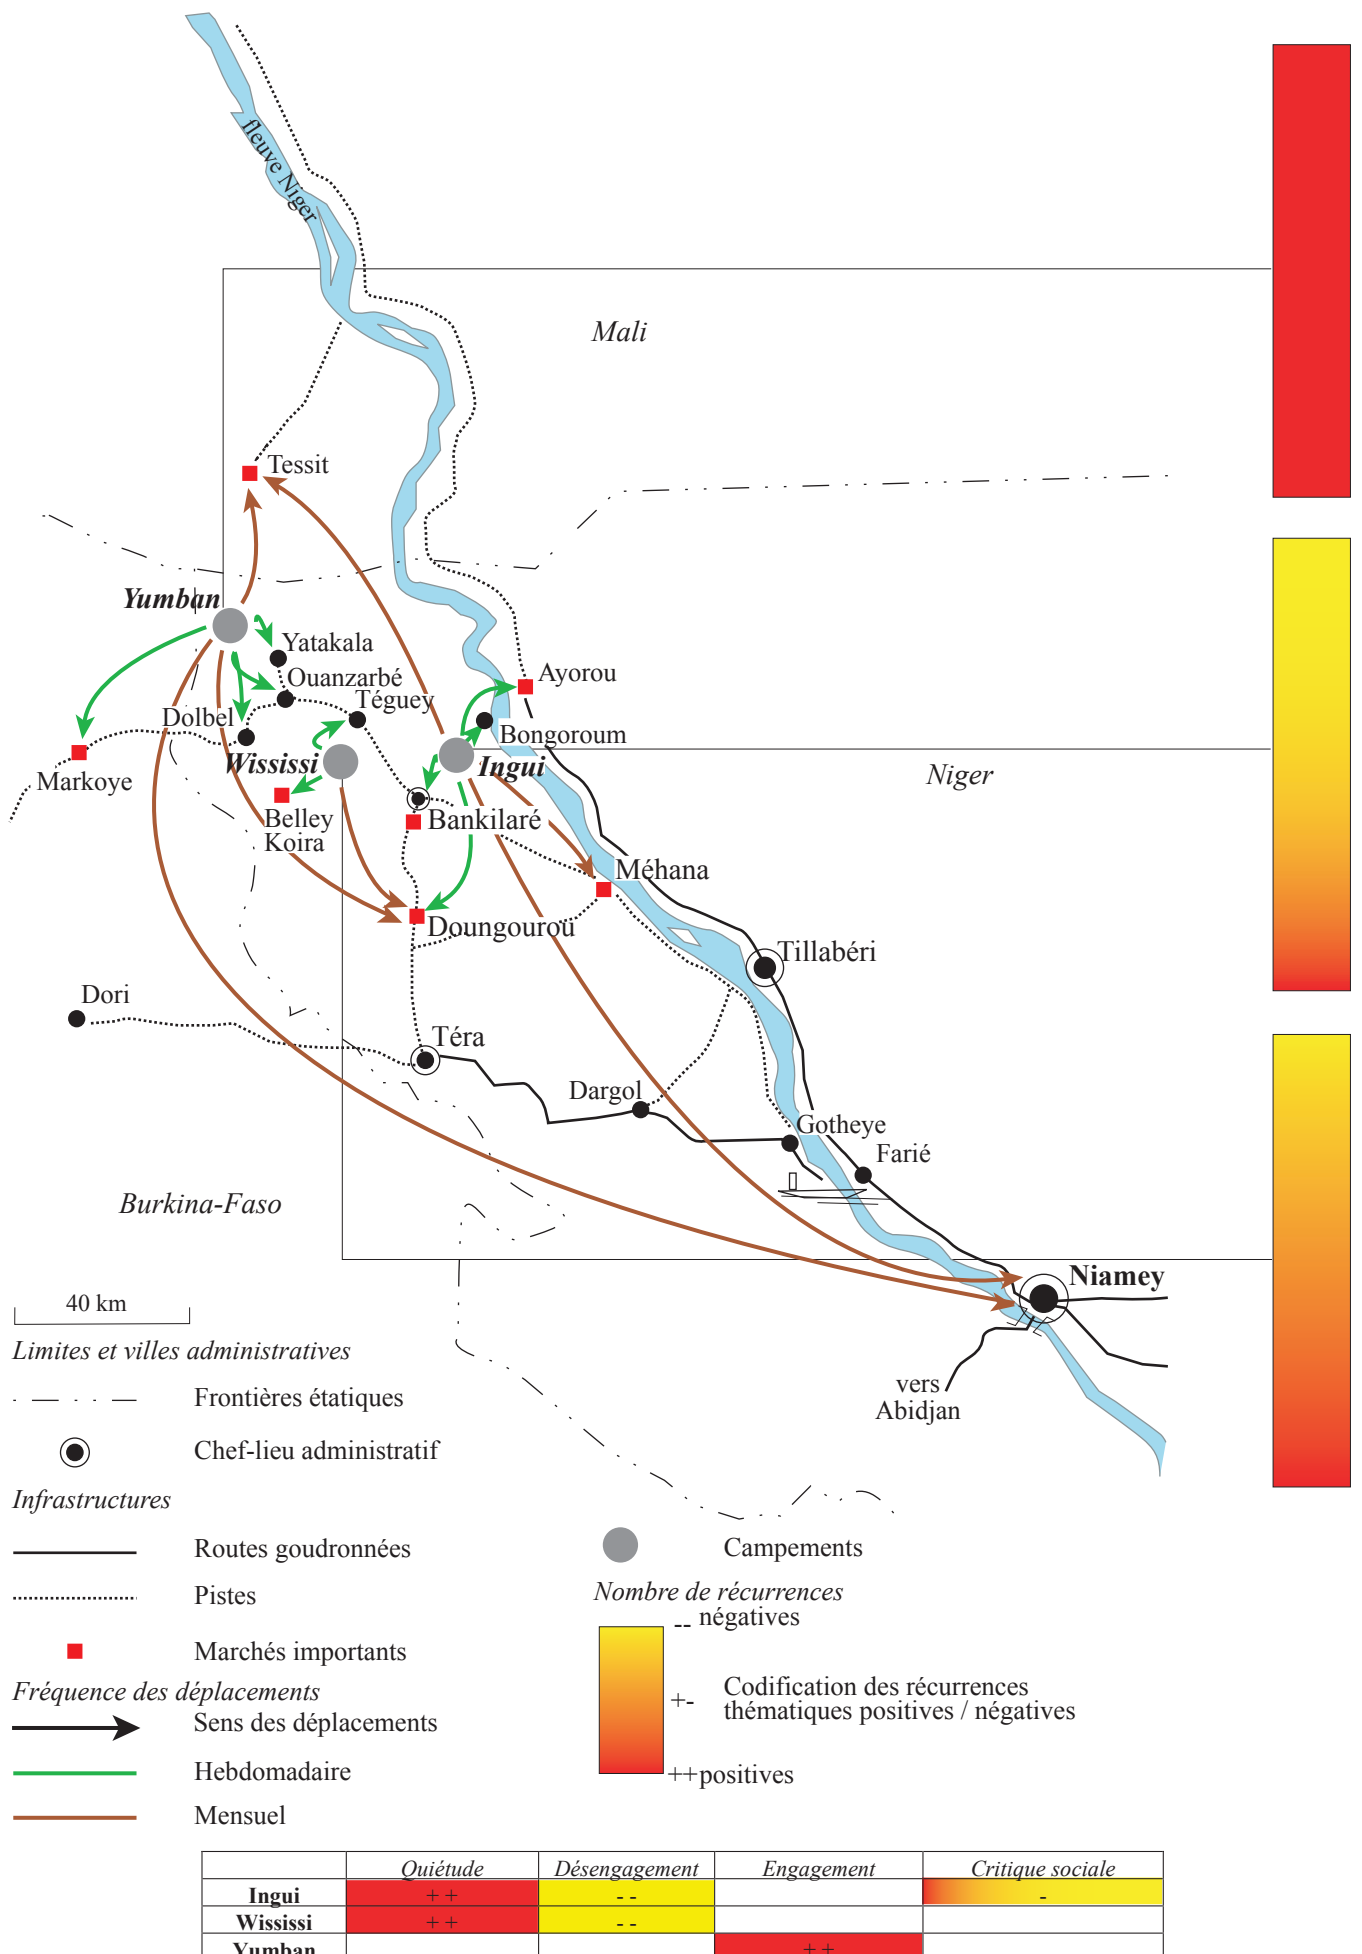 fleuve Niger
Mali
Tessit
Yumban
Yatakala
Ouanzarbé
Ayorou
Téguey
Dolbel
Bongoroum
Wississi
Ingui
Markoye
Niger
Belley
Koira
Bankilaré
Méhana
Doungourou
Tillabéri
Dori
Téra
Dargol
Gotheye
Farié
Burkina-Faso
Niamey
40 km
vers
Abidjan
Limites et villes administratives
Frontières étatiques
Chef-lieu administratif
Infrastructures
Routes goudronnées
Pistes
Marchés importants
Fréquence des déplacements
Sens des déplacements
Hebdomadaire
Mensuel
Campements
Nombre de récurrences
-- négatives
+- Codification des récurrences
thématiques positives / négatives
++ positives
Quiétude Désengagement Engagement Critique sociale
Ingui + + - - -
Wississi + + - -
Yumban + +